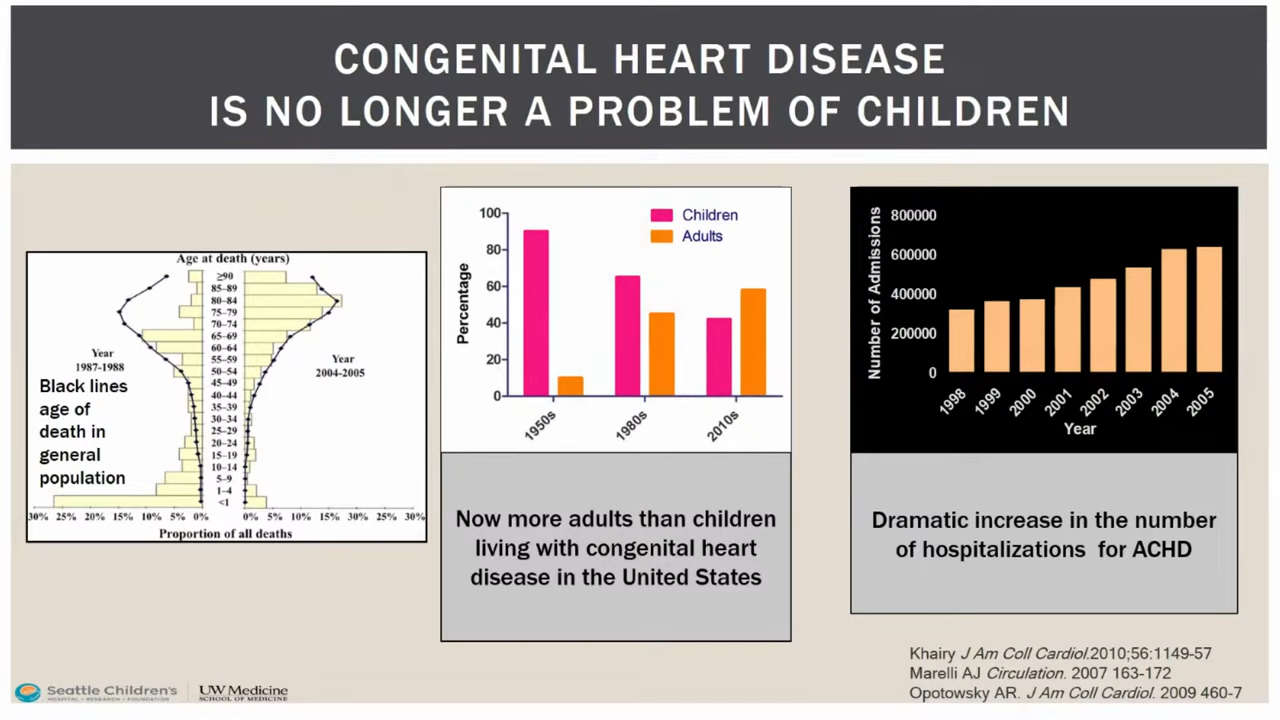 CONGENITAL HEART DISEASE
IS NO LONGER A PROBLEM OF CHILDREN
Age at death (years)
≥90
85–89
80–84
75–79
70–74
65–69
60–64
55–59
50–54
45–49
40–44
35–39
30–34
25–29
20–24
15–19
10–14
5–9
1–4
<1
Year
1987-1988
Year
2004-2005
Black lines
age of
death in
general
population
30% 25% 20% 15% 10% 5% 0% 0% 5% 10% 15% 20% 25% 30%
Proportion of all deaths
Percentage
100
80
60
40
20
0
Children
Adults
1950s 1980s 2010s
Now more adults than children
living with congenital heart
disease in the United States
Number of Admissions
800000
600000
400000
200000
0
1998 1999 2000 2001 2002 2003 2004 2005
Year
Dramatic increase in the number
of hospitalizations for ACHD
Khairy J Am Coll Cardiol.2010;56:1149-57
Marelli AJ Circulation. 2007 163-172
Opotowsky AR. J Am Coll Cardiol. 2009 460-7
Seattle Children's
HOSPITAL • RESEARCH • FOUNDATION
UW Medicine
SCHOOL OF MEDICINE